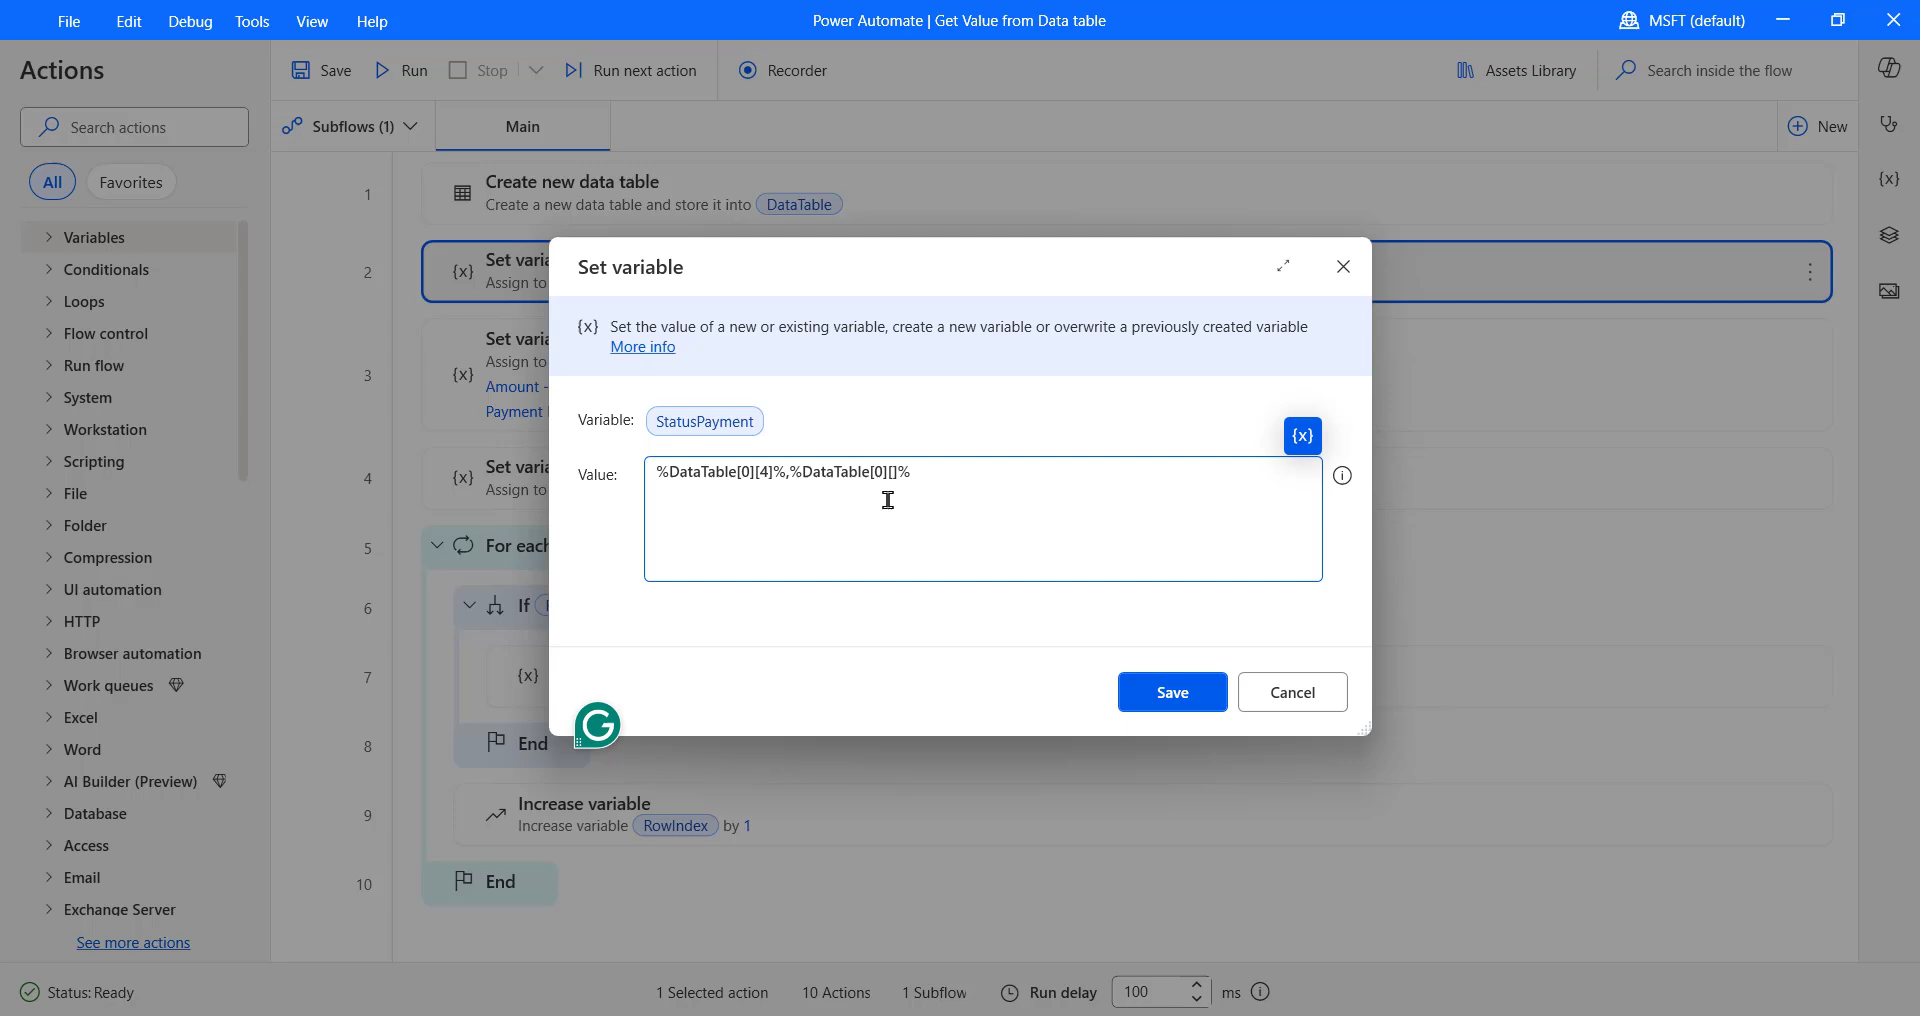 File Edit Debug Tools View Help
Power Automate | Get Value from Data table
MSFT (default)
Actions
Save Run Stop Run next action Recorder
Assets Library Search inside the flow
Search actions
Subflows (1) Main
New
All Favorites
Variables
Conditionals
Loops
Flow control
Run flow
System
Workstation
Scripting
File
Folder
Compression
UI automation
HTTP
Browser automation
Work queues
Excel
Word
AI Builder (Preview)
Database
Access
Email
Exchange Server
See more actions
1
Create new data table
Create a new data table and store it into DataTable
2
{x} Set
Assign to
3
{x} Set
Assign to
Amount -
Payment
4
{x} Set
Assign to
5
For each
6
If
7
{x}
8
End
9
Increase variable
Increase variable RowIndex by 1
10
End
{x}
Set variable
{x} Set the value of a new or existing variable, create a new variable or overwrite a previously created variable
More info
Variable: StatusPayment
{x}
Value: %DataTable[0][4]%,%DataTable[0][]%
Save Cancel
G
Status: Ready
1 Selected action 10 Actions 1 Subflow Run delay 100 ms